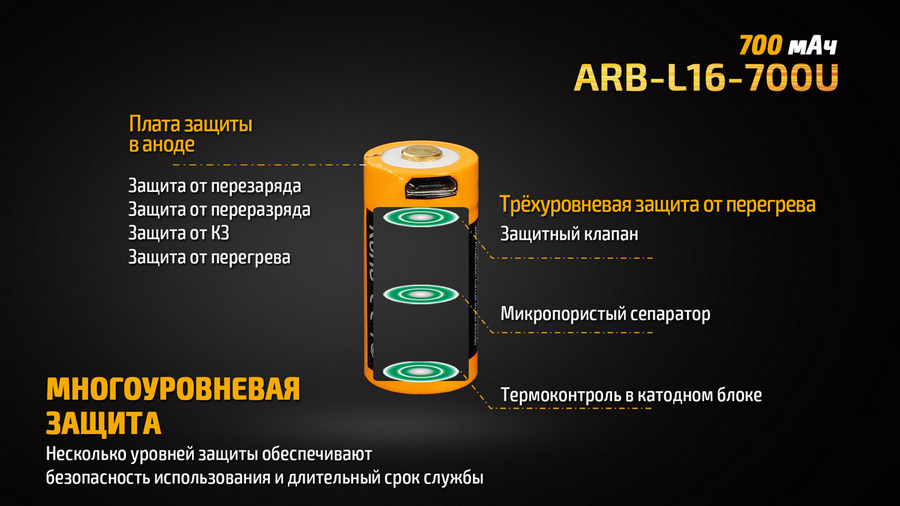 700 мАч
ARB-L16-700U
Плата защиты
в аноде
Защита от перезаряда
Защита от переразряда
Защита от КЗ
Защита от перегрева
Трёхуровневая защита от перегрева
Защитный клапан
Микропористый сепаратор
Термоконтроль в катодном блоке
МНОГОУРОВНЕВАЯ
ЗАЩИТА
Несколько уровней защиты обеспечивают
безопасность использования и длительный срок службы